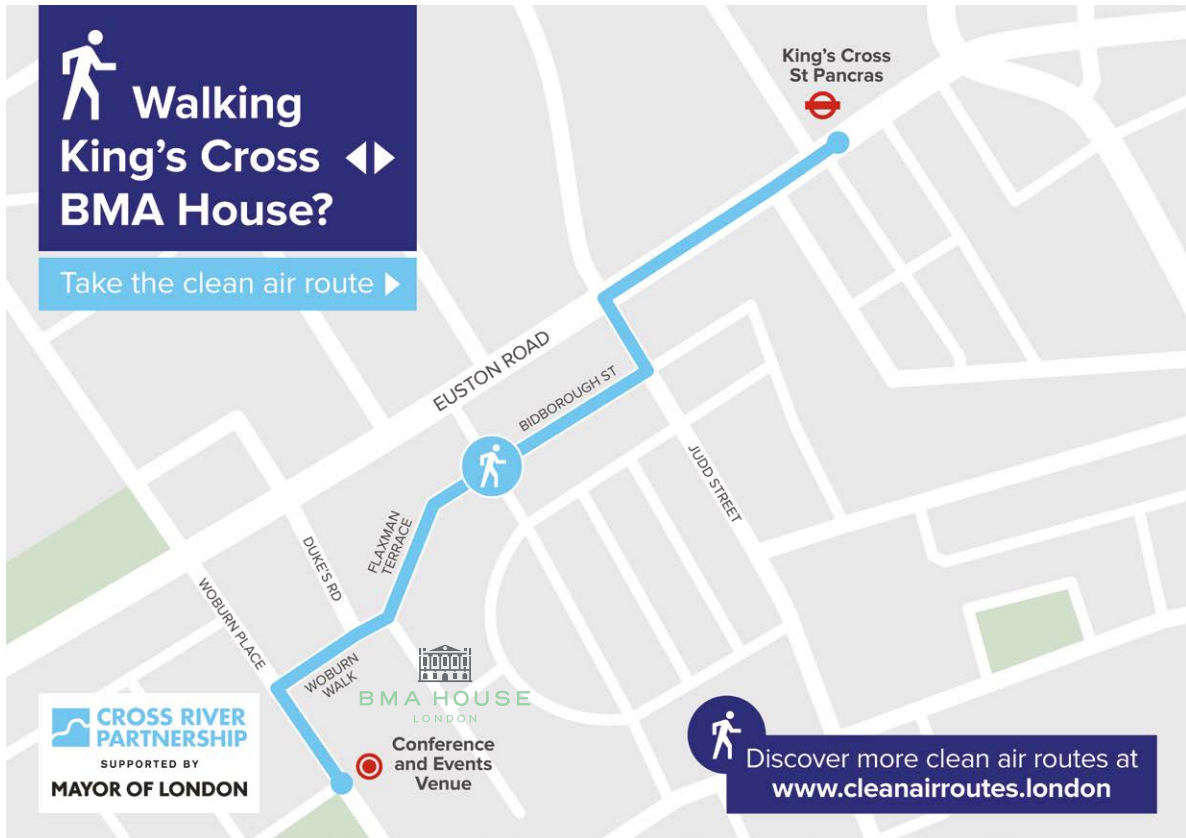 Walking
King's Cross
BMA House?
Take the clean air route
King's Cross
St Pancras
EUSTON ROAD
BIDBOROUGH ST
JUDD STREET
FLAXMAN
TERRACE
DUKE'S RD
WOBURN PLACE
WOBURN
WALK
BMA HOUSE
LONDON
Conference
and Events
Venue
CROSS RIVER
PARTNERSHIP
SUPPORTED BY
MAYOR OF LONDON
Discover more clean air routes at
www.cleanairroutes.london